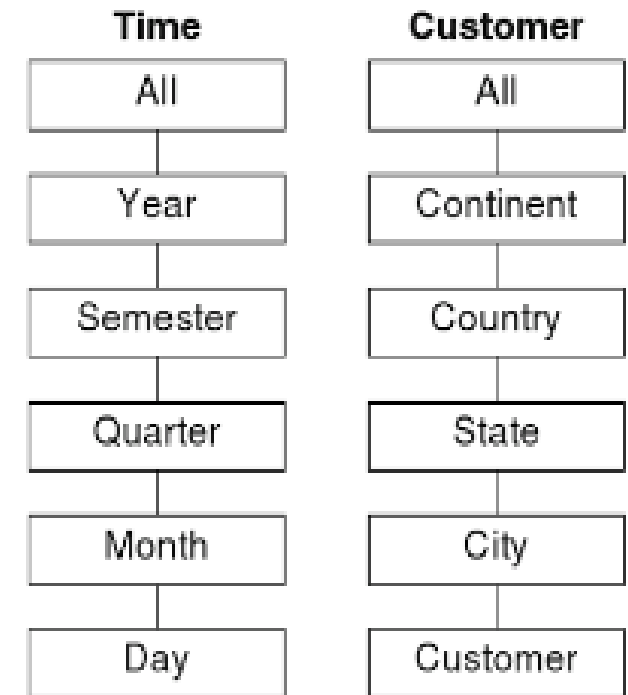 Time
All
Year
Semester
Quarter
Month
Day
Customer
All
Continent
Country
State
City
Customer